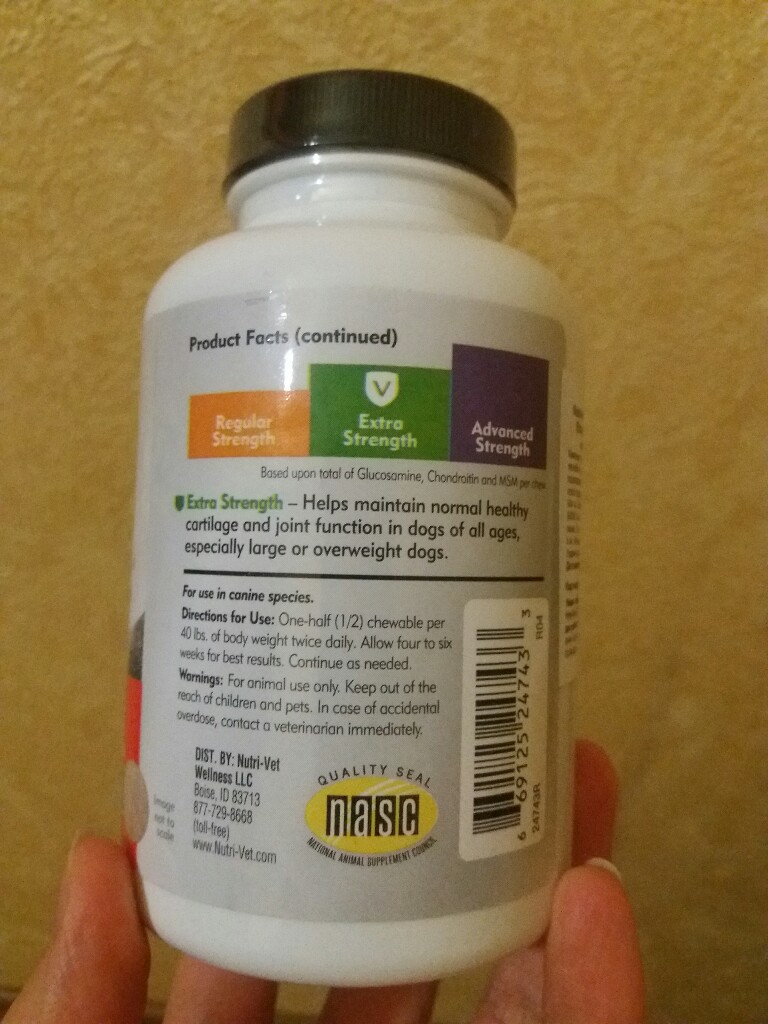 Product Facts (continued)
Regular
Strength
V
Extra
Strength
Advanced
Strength
Based upon total of Glucosamine, Chondroitin and MSM per chew
Extra Strength – Helps maintain normal healthy
cartilage and joint function in dogs of all ages,
especially large or overweight dogs.
For use in canine species.
Directions for Use: One-half (1/2) chewable per
40 lbs. of body weight twice daily. Allow four to six
weeks for best results. Continue as needed.
Warnings: For animal use only. Keep out of the
reach of children and pets. In case of accidental
overdose, contact a veterinarian immediately.
DIST. BY: Nutri-Vet
Wellness LLC
Boise, ID 83713
877-729-8668
(toll-free)
www.Nutri-Vet.com
Image
not to
scale
QUALITY SEAL
nasc
NATIONAL ANIMAL SUPPLEMENT COUNCIL
6 69125 24743 3
24743R
R04